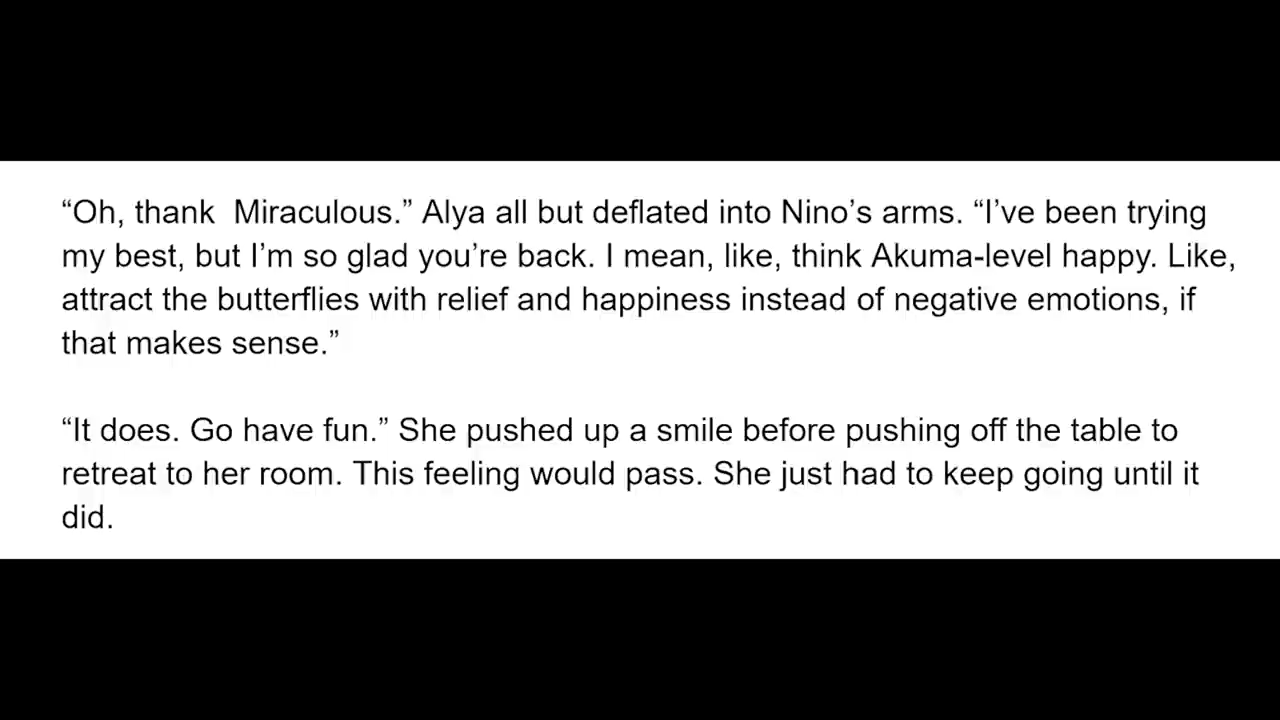 “Oh, thank  Miraculous.” Alya all but deflated into Nino’s arms. “I’ve been trying
my best, but I’m so glad you’re back. I mean, like, think Akuma-level happy. Like,
attract the butterflies with relief and happiness instead of negative emotions, if
that makes sense.”
“It does. Go have fun.” She pushed up a smile before pushing off the table to
retreat to her room. This feeling would pass. She just had to keep going until it
did.